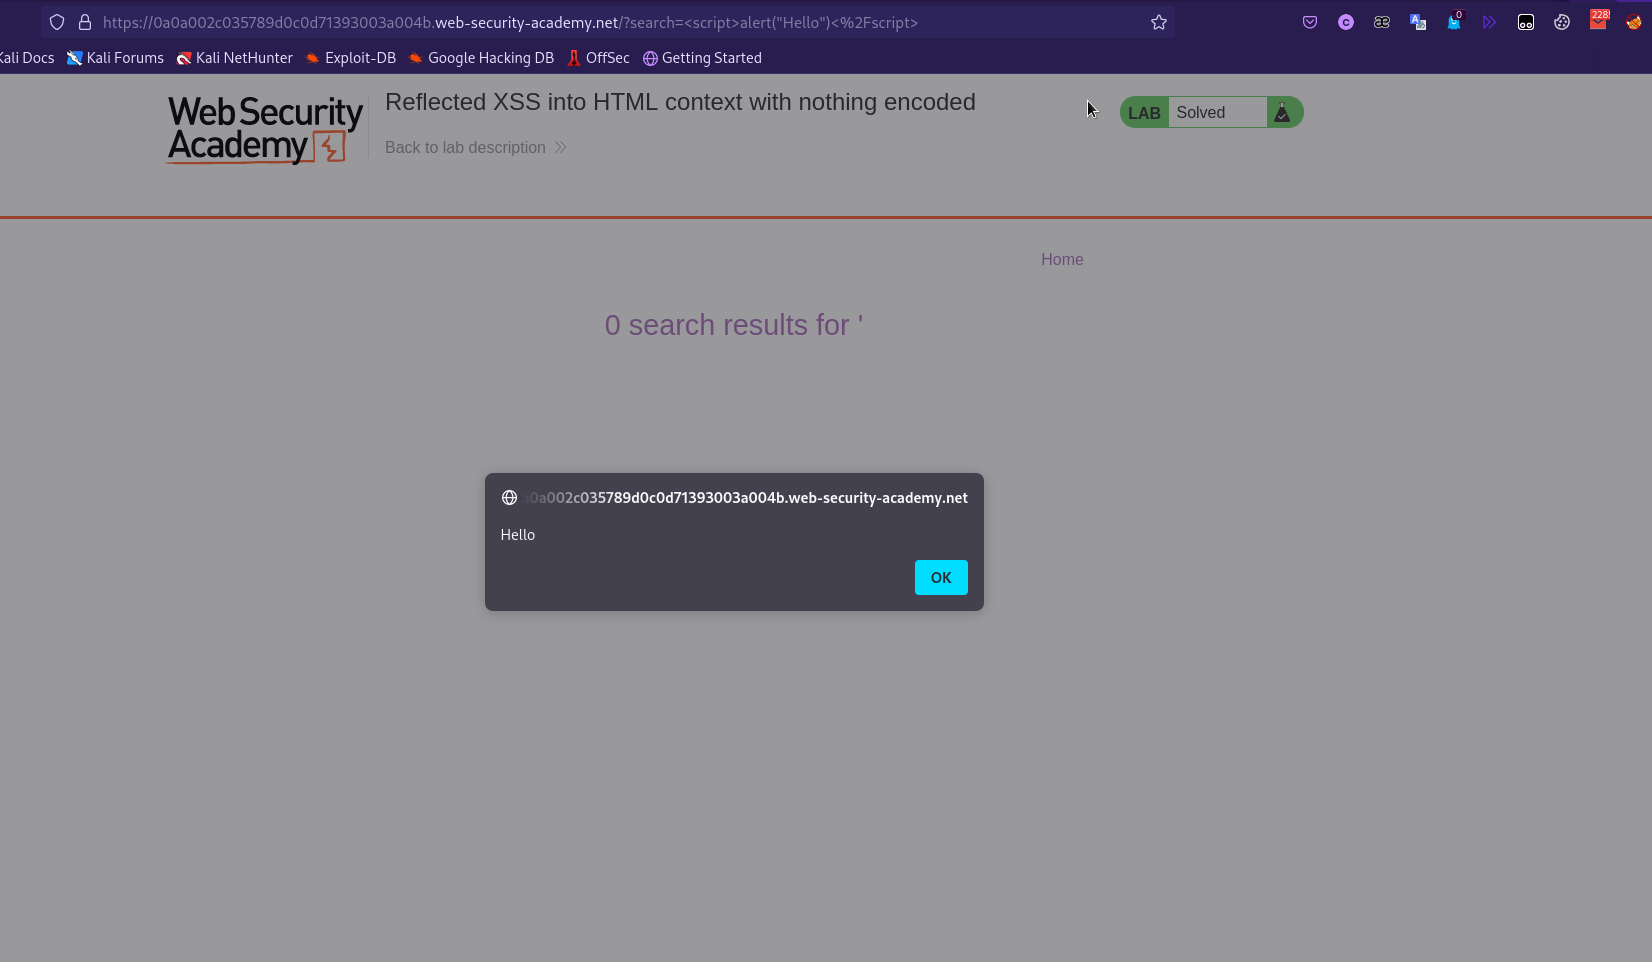 https://0a0a002c035789d0c0d71393003a004b.web-security-academy.net/?search=<script>alert("Hello")<%2Fscript>
0
228
Kali Docs Kali Forums Kali NetHunter Exploit-DB Google Hacking DB OffSec Getting Started
Web Security
Academy
Reflected XSS into HTML context with nothing encoded
Back to lab description
LAB Solved
Home
0 search results for '
0a002c035789d0c0d71393003a004b.web-security-academy.net
Hello
OK